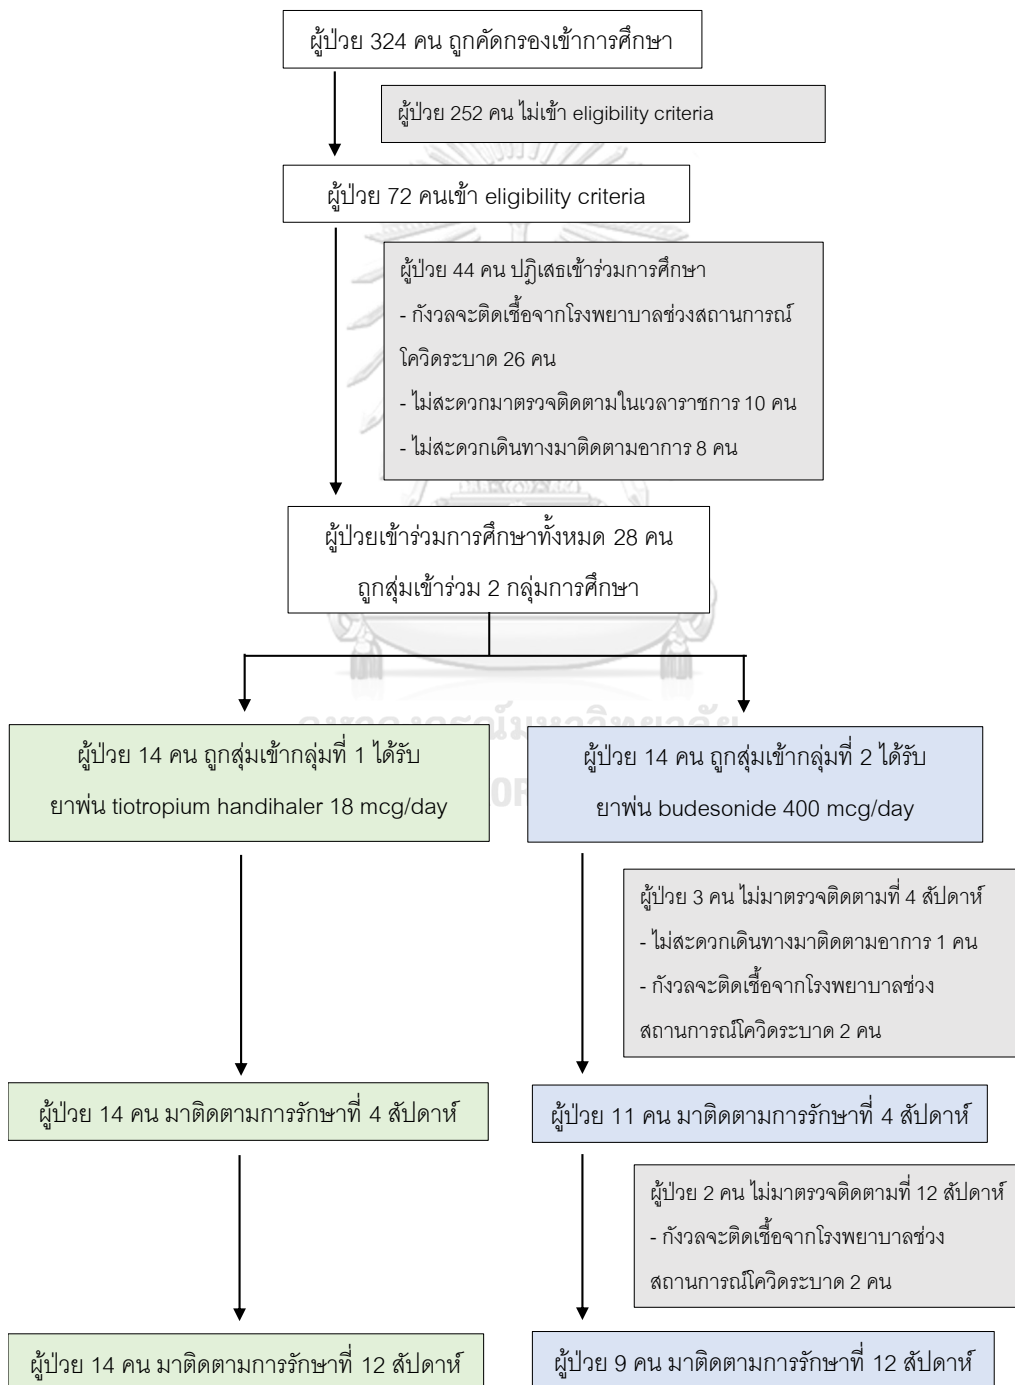 ผู้ป่วย 324 คน ถูกคัดกรองเข้าการศึกษา
ผู้ป่วย 252 คน ไม่เข้า eligibility criteria
ผู้ป่วย 72 คนเข้า eligibility criteria
ผู้ป่วย 44 คน ปฏิเสธเข้าร่วมการศึกษา
- กังวลจะติดเชื้อจากโรงพยาบาลช่วงสถานการณ์
โควิดระบาด 26 คน
- ไม่สะดวกมาตรวจติดตามในเวลาราชการ 10 คน
- ไม่สะดวกเดินทางมาติดตามอาการ 8 คน
ผู้ป่วยเข้าร่วมการศึกษาทั้งหมด 28 คน
ถูกสุ่มเข้าร่วม 2 กลุ่มการศึกษา
ผู้ป่วย 14 คน ถูกสุ่มเข้ากลุ่มที่ 1 ได้รับ
ยาพ่น tiotropium handihaler 18 mcg/day
ผู้ป่วย 14 คน ถูกสุ่มเข้ากลุ่มที่ 2 ได้รับ
ยาพ่น budesonide 400 mcg/day
ผู้ป่วย 3 คน ไม่มาตรวจติดตามที่ 4 สัปดาห์
- ไม่สะดวกเดินทางมาติดตามอาการ 1 คน
- กังวลจะติดเชื้อจากโรงพยาบาลช่วง
สถานการณ์โควิดระบาด 2 คน
ผู้ป่วย 14 คน มาติดตามการรักษาที่ 4 สัปดาห์
ผู้ป่วย 11 คน มาติดตามการรักษาที่ 4 สัปดาห์
ผู้ป่วย 2 คน ไม่มาตรวจติดตามที่ 12 สัปดาห์
- กังวลจะติดเชื้อจากโรงพยาบาลช่วง
สถานการณ์โควิดระบาด 2 คน
ผู้ป่วย 14 คน มาติดตามการรักษาที่ 12 สัปดาห์
ผู้ป่วย 9 คน มาติดตามการรักษาที่ 12 สัปดาห์